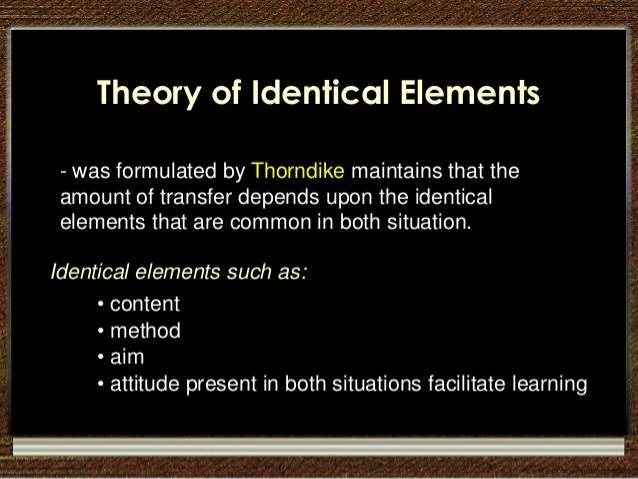 Theory of Identical Elements
- was formulated by Thorndike maintains that the
amount of transfer depends upon the identical
elements that are common in both situation.
Identical elements such as:
• content
• method
• aim
• attitude present in both situations facilitate learning